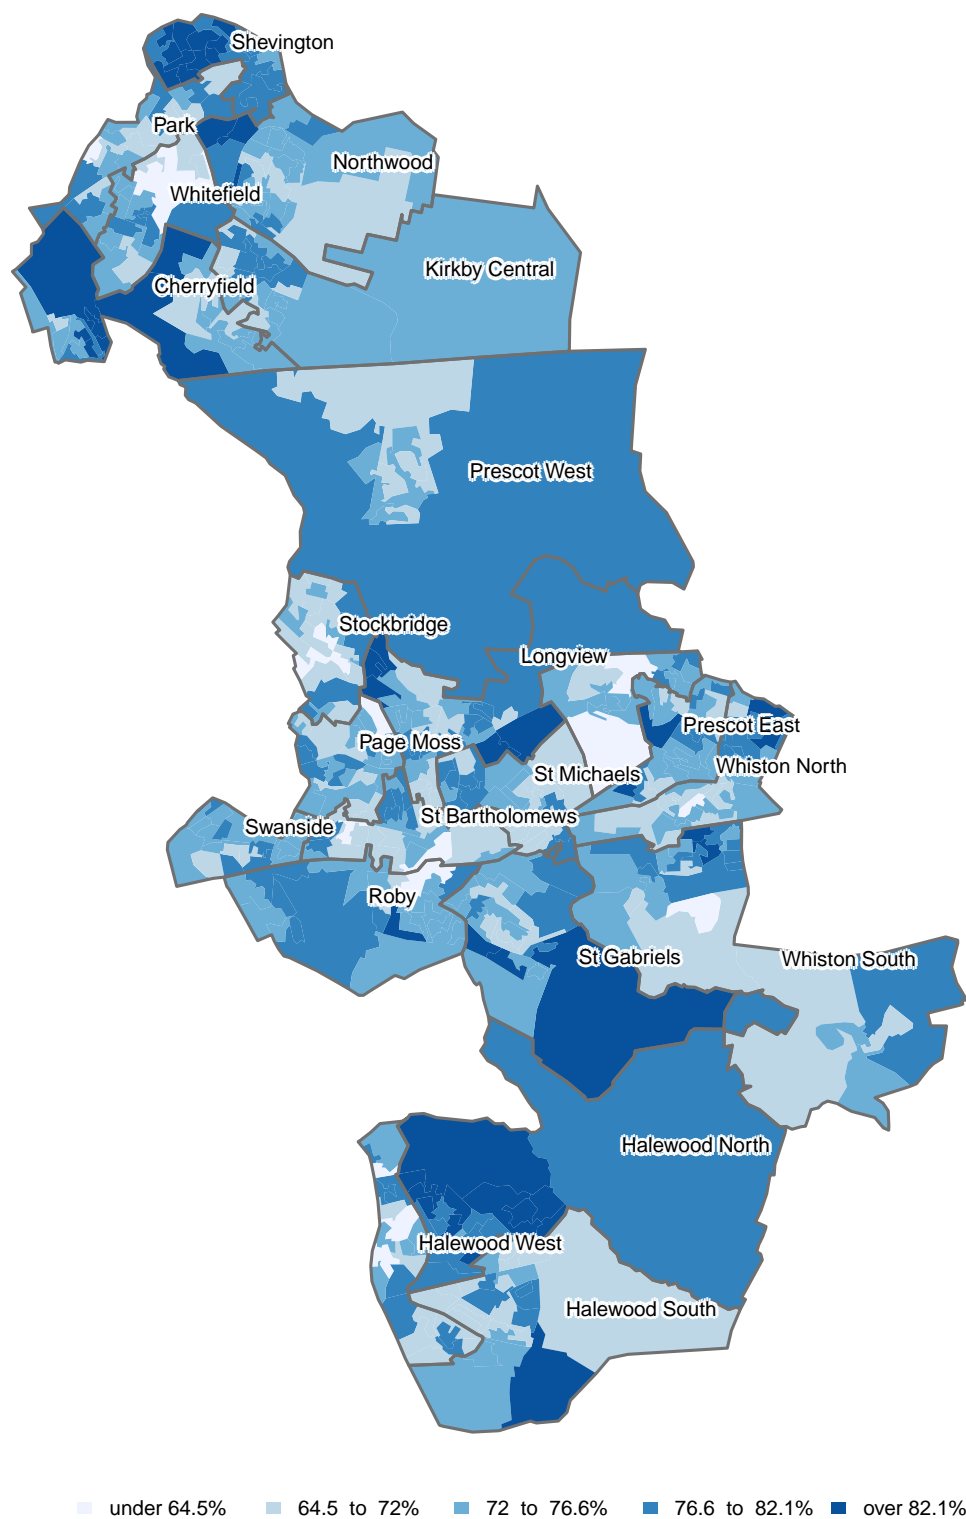 Shevington
Park
Northwood
Whitefield
Kirkby Central
Cherryfield
Prescot West
Stockbridge
Longview
Prescot East
Page Moss
Whiston North
St Michaels
St Bartholomews
Swanside
Roby
St Gabriels
Whiston South
Halewood North
Halewood West
Halewood South
under 64.5% 64.5 to 72% 72 to 76.6% 76.6 to 82.1% over 82.1%